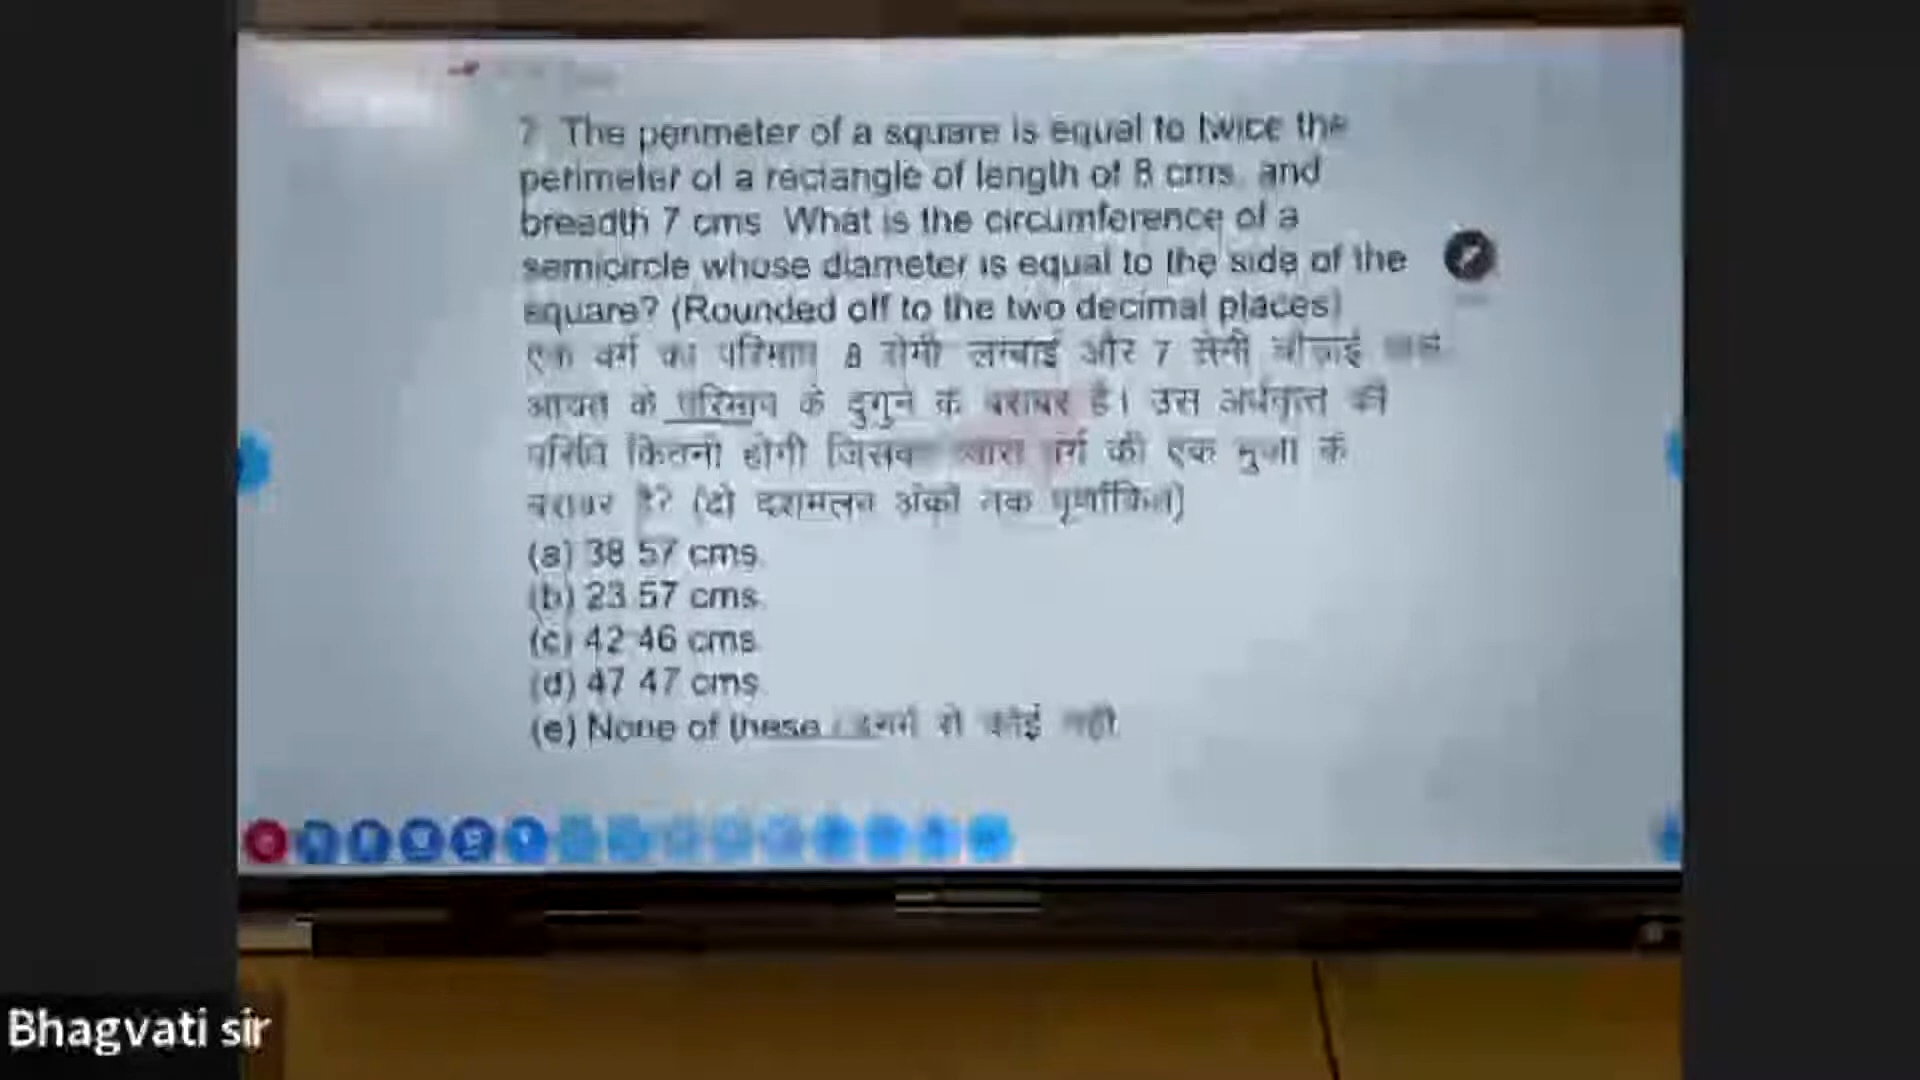 7 The perimeter of a square is equal to twice the
perimeter of a rectangle of length of 8 cms. and
breadth 7 cms. What is the circumference of a
semicircle whose diameter is equal to the side of the
square? (Rounded off to the two decimal places)
एक वर्ग का परिमाप 8 सेमी लम्बाई और 7 सेमी चौड़ाई वाले
आयत के परिमाप के दुगुने के बराबर है। उस अर्धवृत्त की
परिधि कितनी होगी जिसका व्यास वर्ग की एक भुजा के
बराबर है? (दो दशमलव अंकों तक पूर्णांकित)
(a) 38.57 cms.
(b) 23.57 cms.
(c) 42.46 cms.
(d) 47.47 cms.
(e) None of these / इनमें से कोई नहीं
Bhagvati sir